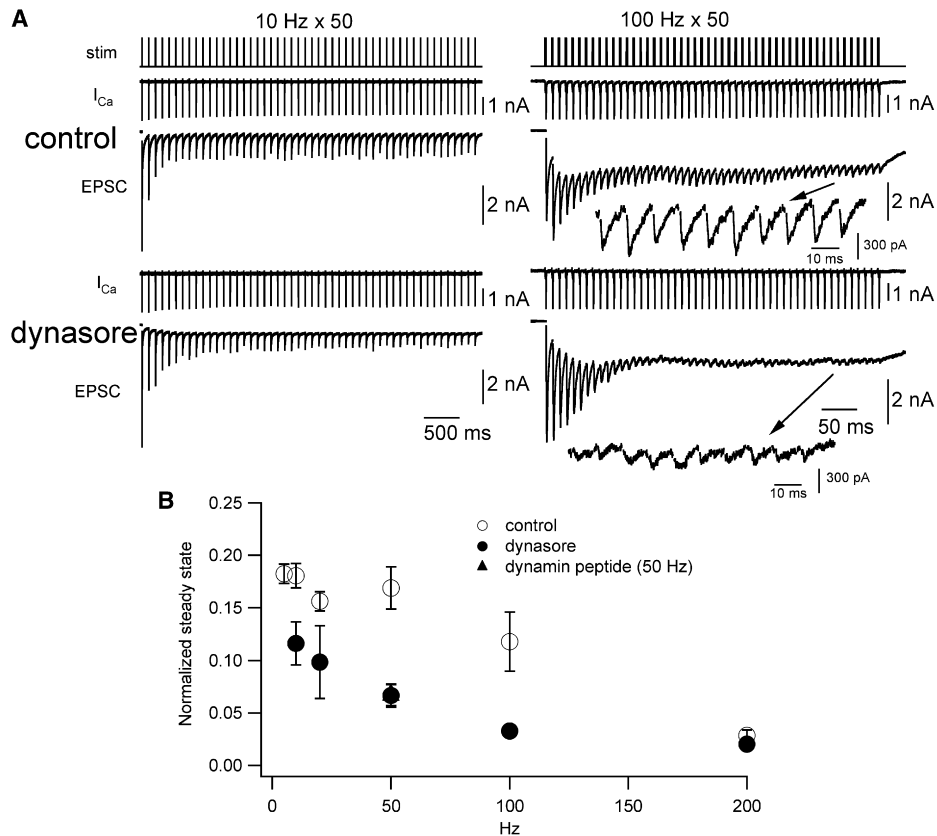 A
10 Hz x 50
100 Hz x 50
stim
I_Ca
1 nA
1 nA
control
EPSC
2 nA
2 nA
10 ms
300 pA
I_Ca
1 nA
1 nA
dynasore
EPSC
2 nA
2 nA
500 ms
50 ms
10 ms
300 pA
B
0.25
0.20
0.15
0.10
0.05
0.00
Normalized steady state
control
dynasore
dynamin peptide (50 Hz)
0
50
100
150
200
Hz